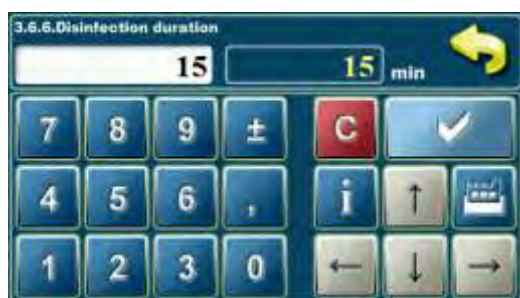 3.6.6.Disinfection duration
15 15 min
7 8 9 ± C
4 5 6 , i ↑
1 2 3 0 ← ↓ →